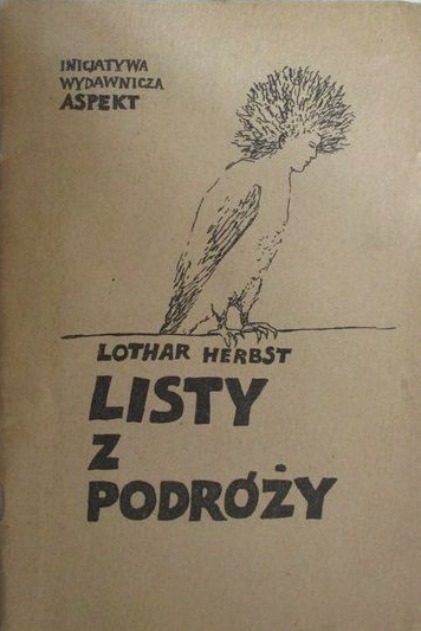 INICJATYWA
WYDAWNICZA
ASPEKT
LOTHAR HERBST
LISTY
Z
PODRÓŻY